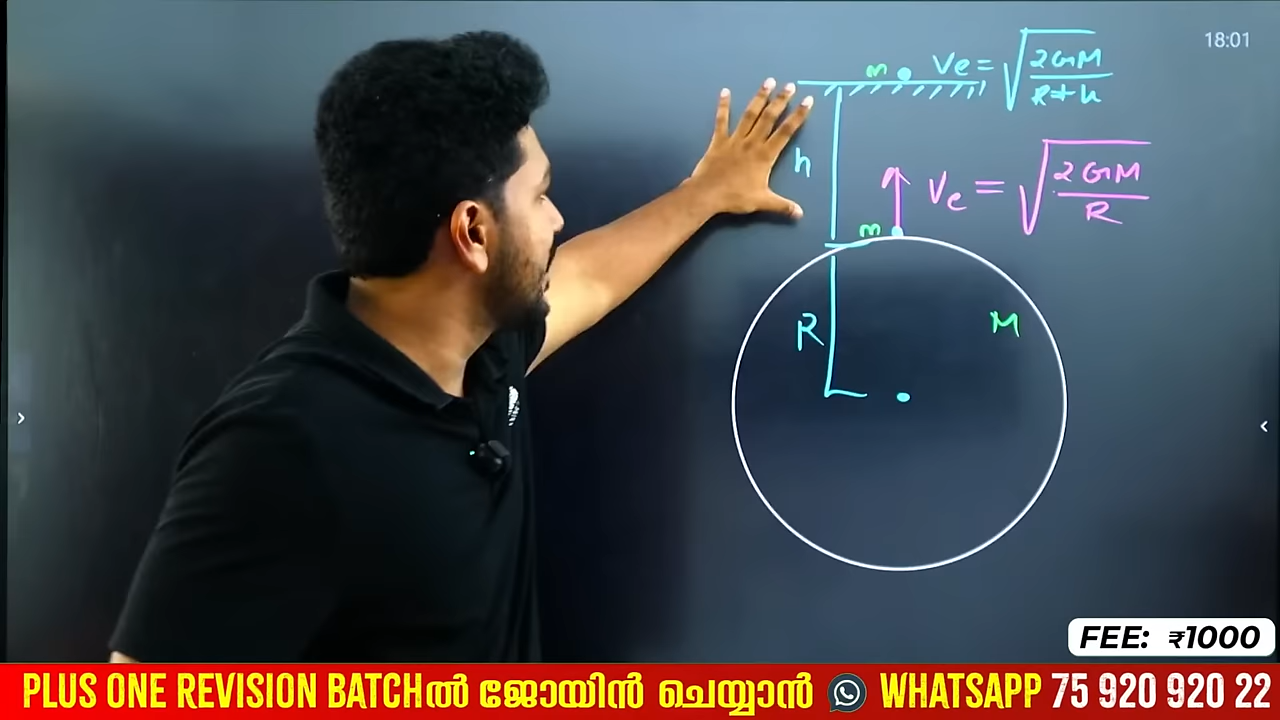 18:01
m Ve = √(2GM / R+h)
h
Ve = √(2GM / R)
m
R
M
FEE: ₹1000
PLUS ONE REVISION BATCHൽ ജോയിൻ ചെയ്യാൻ WHATSAPP 75 920 920 22